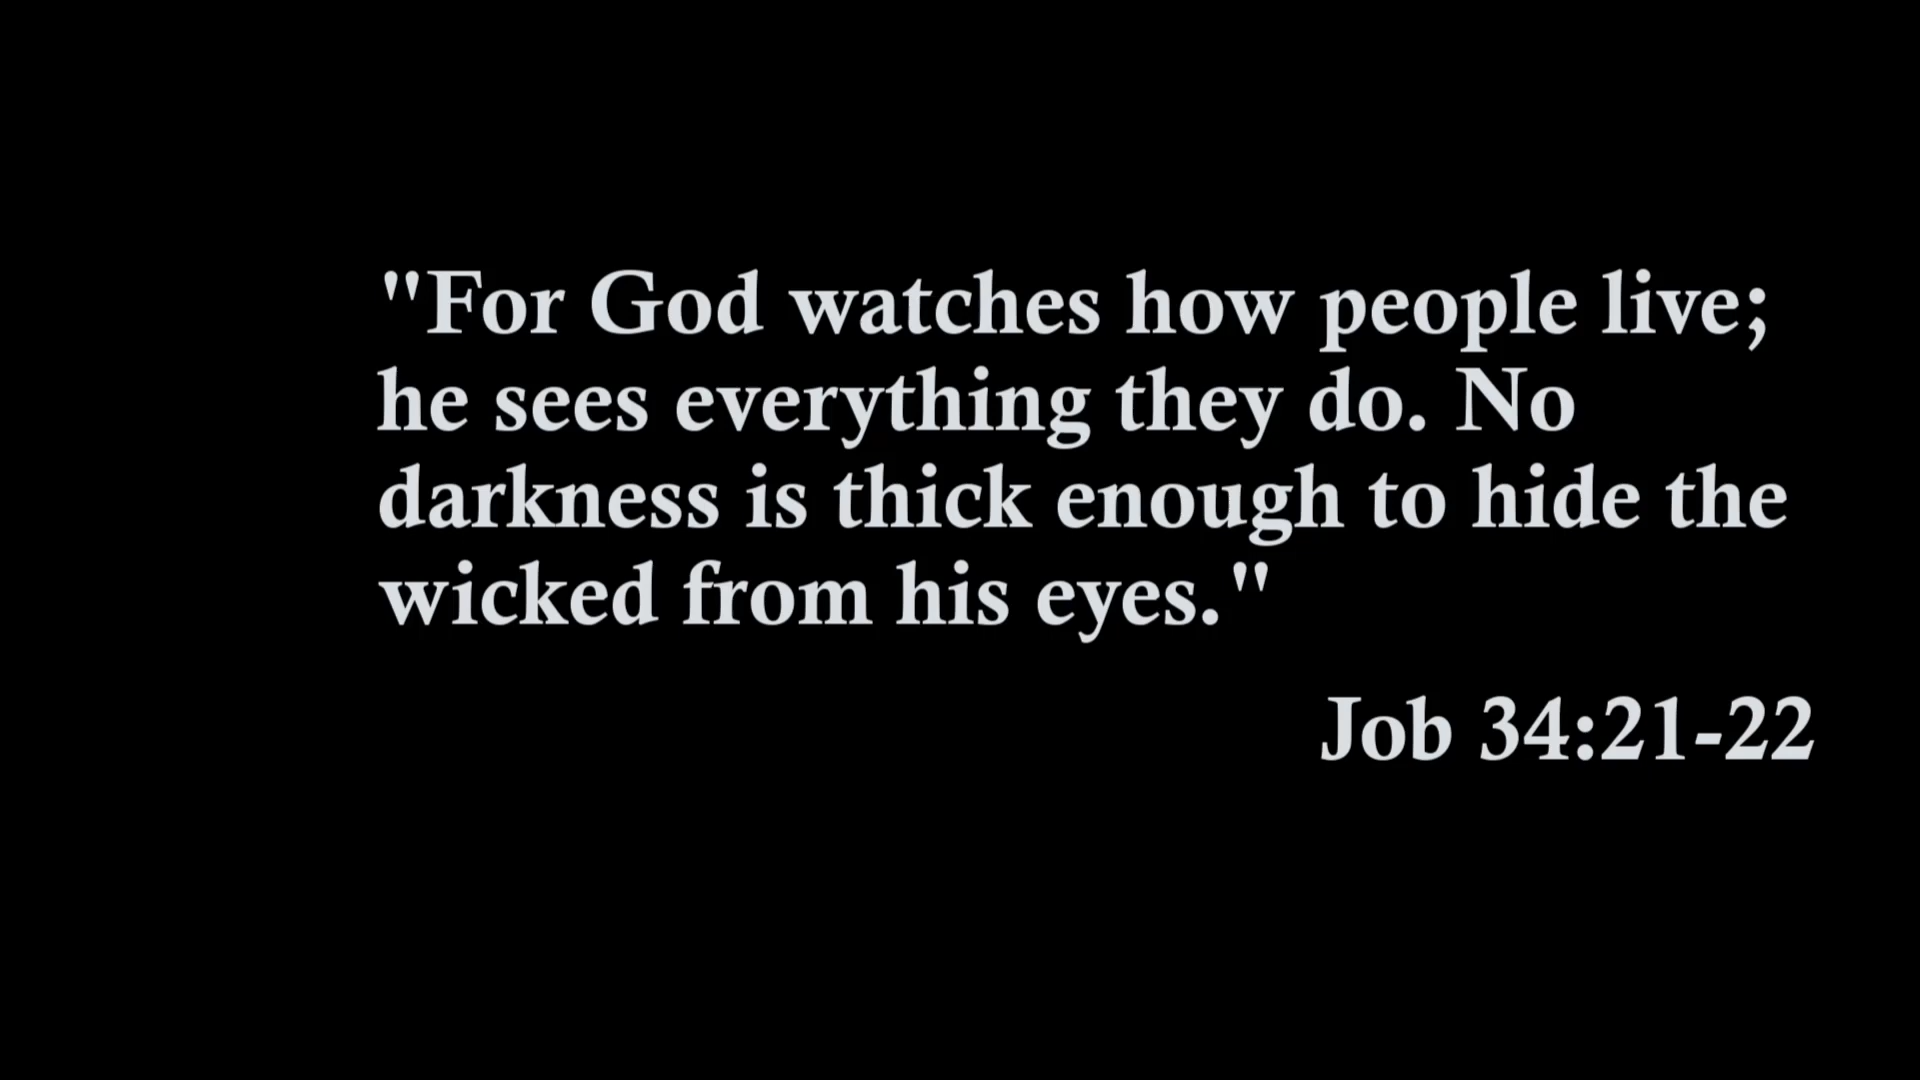 "For God watches how people live;
he sees everything they do. No
darkness is thick enough to hide the
wicked from his eyes."
Job 34:21-22